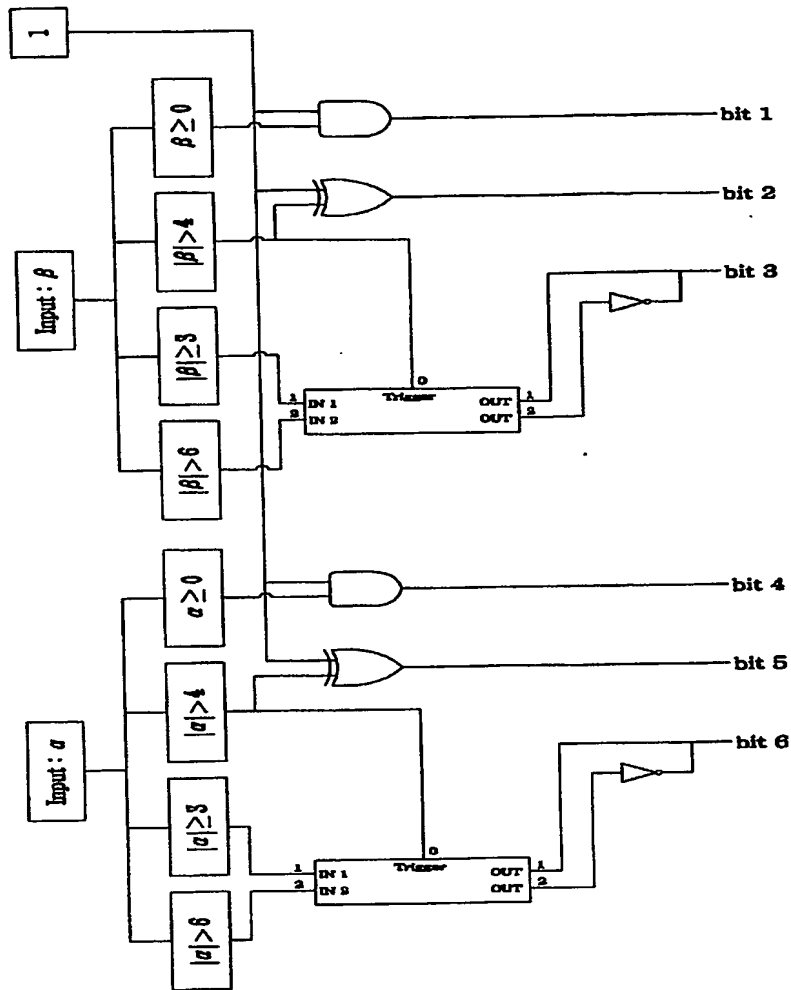 1
Input: β
β≥0
|β|>4
|β|≥3
|β|>6
bit 1
bit 2
bit 3
0
Trigger
1
IN 1
2
IN 2
OUT
1
OUT
2
Input: α
α≥0
|α|>4
|α|≥3
|α|>6
bit 4
bit 5
bit 6
0
Trigger
1
IN 1
2
IN 2
OUT
1
OUT
2